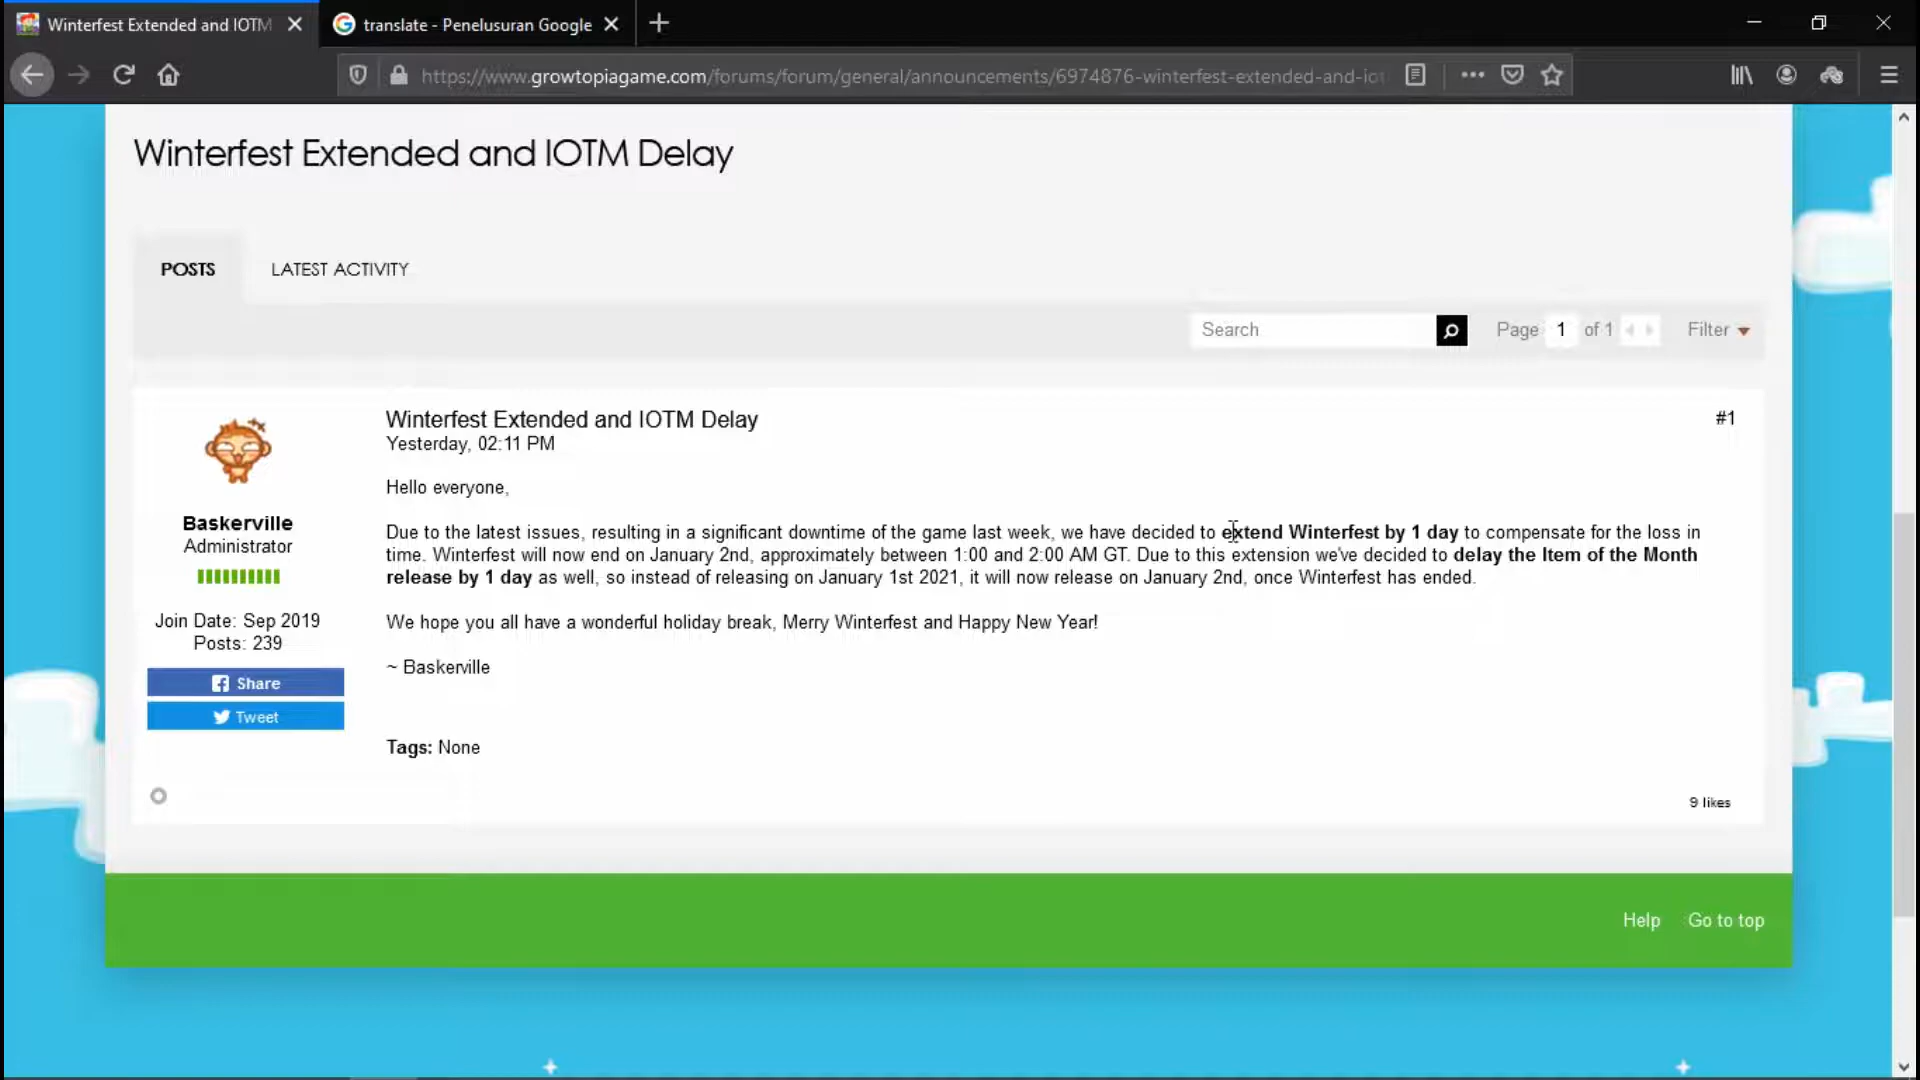 Winterfest Extended and IOTM
translate - Penelusuran Google
https://www.growtopiagame.com/forums/forum/general/announcements/6974876-winterfest-extended-and-iot
Winterfest Extended and IOTM Delay
POSTS
LATEST ACTIVITY
Search
Page 1 of 1
Filter
Winterfest Extended and IOTM Delay
#1
Yesterday, 02:11 PM
Hello everyone,
Baskerville
Administrator
Join Date: Sep 2019
Posts: 239
Share
Tweet
Due to the latest issues, resulting in a significant downtime of the game last week, we have decided to extend Winterfest by 1 day to compensate for the loss in
time. Winterfest will now end on January 2nd, approximately between 1:00 and 2:00 AM GT. Due to this extension we've decided to delay the Item of the Month
release by 1 day as well, so instead of releasing on January 1st 2021, it will now release on January 2nd, once Winterfest has ended.
We hope you all have a wonderful holiday break, Merry Winterfest and Happy New Year!
~ Baskerville
Tags: None
9 likes
Help
Go to top